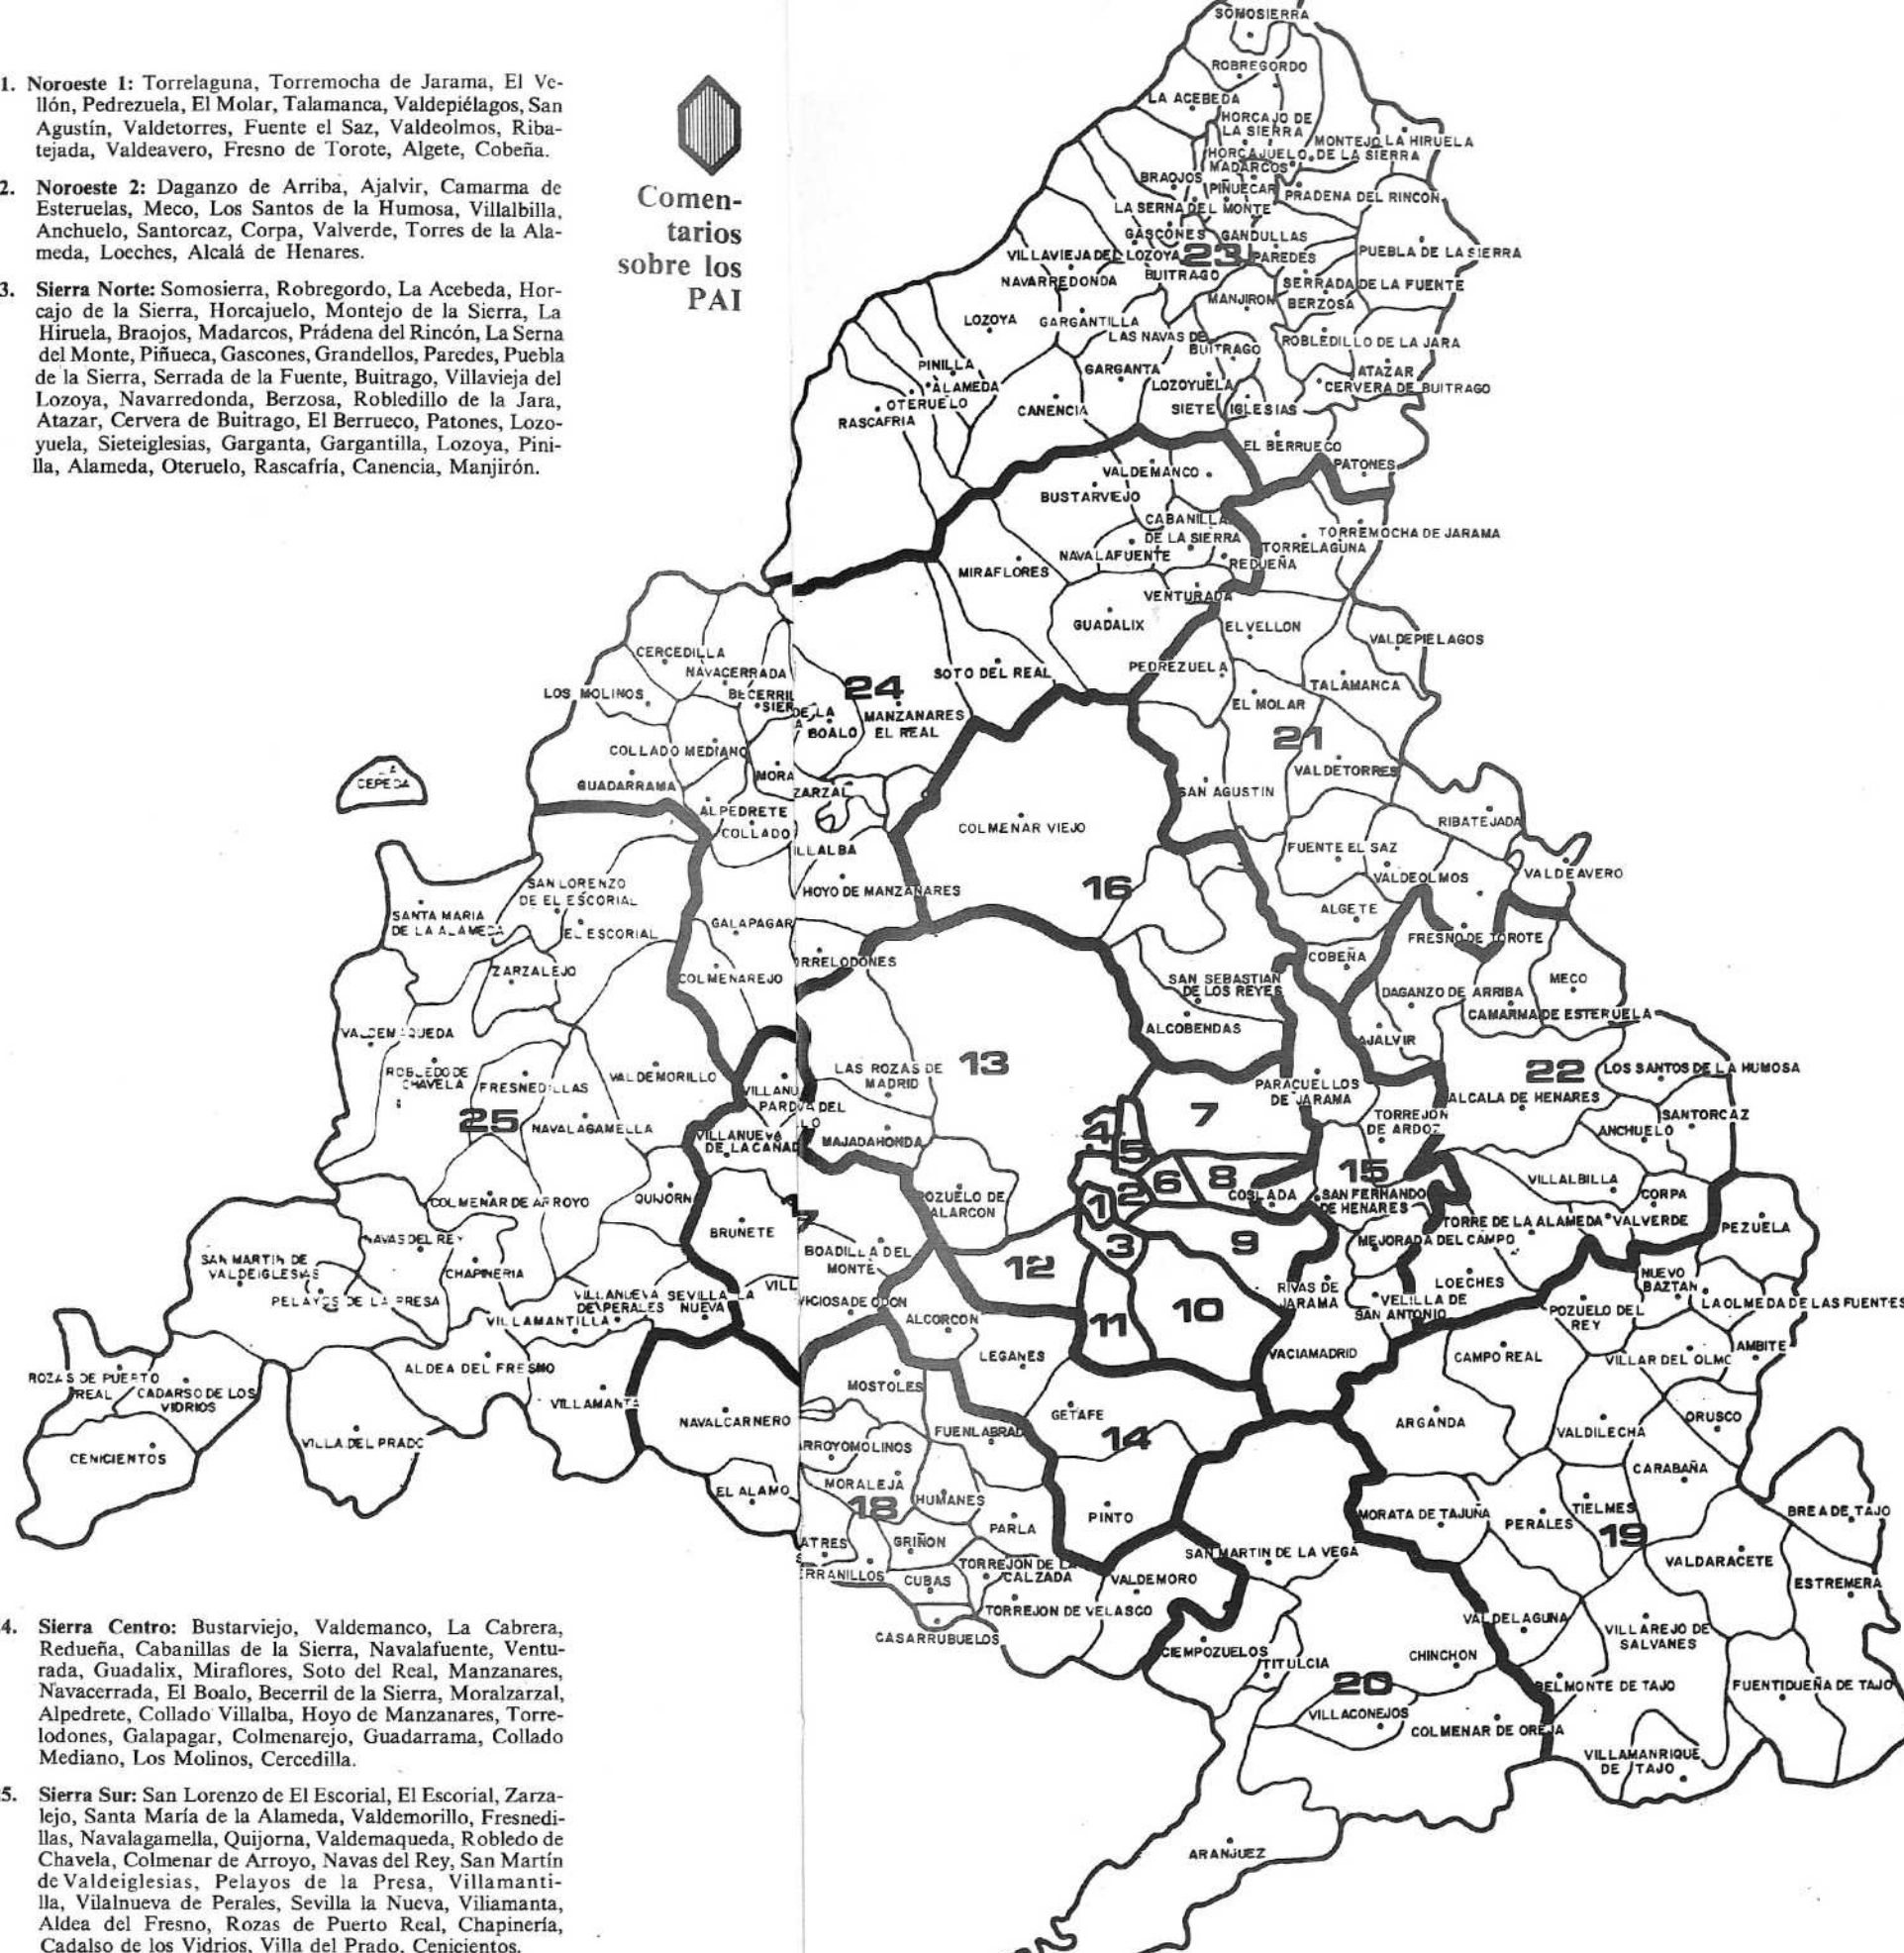 1. Noroeste 1: Torrelaguna, Torremocha de Jarama, El Ve-
llón, Pedrezuela, El Molar, Talamanca, Valdepiélagos, San
Agustín, Valdetorres, Fuente el Saz, Valdeolmos, Riba-
tejada, Valdeavero, Fresno de Torote, Algete, Cobeña.
2. Noroeste 2: Daganzo de Arriba, Ajalvir, Camarma de
Esteruelas, Meco, Los Santos de la Humosa, Villalbilla,
Anchuelo, Santorcaz, Corpa, Valverde, Torres de la Ala-
meda, Loeches, Alcalá de Henares.
3. Sierra Norte: Somosierra, Robregordo, La Acebeda, Hor-
cajo de la Sierra, Horcajuelo, Montejo de la Sierra, La
Hiruela, Braojos, Madarcos, Prádena del Rincón, La Serna
del Monte, Piñueca, Gascones, Grandellos, Paredes, Puebla
de la Sierra, Serrada de la Fuente, Buitrago, Villavieja del
Lozoya, Navarredonda, Berzosa, Robledillo de la Jara,
Atazar, Cervera de Buitrago, El Berrueco, Patones, Lozo-
yuela, Sieteiglesias, Garganta, Gargantilla, Lozoya, Pini-
lla, Alameda, Oteruelo, Rascafría, Canencia, Manjirón.
Comen-
tarios
sobre los
PAI
SOMOSIERRA
ROBREGORDO
LA ACEBEDA
HORCAJO DE
LA SIERRA
MONTEJO
LA HIRUELA
HORCAJUELO
DE LA SIERRA
MADARCOS
BRAOJOS
PIÑUECAR
PRADENA DEL RINCON
LA SERNA DEL MONTE
GASCONES
GANDULLAS
23
VILLAVIEJA DEL LOZOYA
PAREDES
PUEBLA DE LA SIERRA
NAVARREDONDA
BUITRAGO
SERRADA DE LA FUENTE
MANJIRON
BERZOSA
LOZOYA
GARGANTILLA
LAS NAVAS DE
BUITRAGO
ROBLEDILLO DE LA JARA
PINILLA
GARGANTA
ATAZAR
ALAMEDA
LOZOYUELA
CERVERA DE BUITRAGO
OTERUELO
CANENCIA
SIETE IGLESIAS
RASCAFRIA
EL BERRUECO
PATONES
VALDEMANCO
BUSTARVIEJO
CABANILLA
DE LA SIERRA
TORREMOCHA DE JARAMA
NAVALAFUENTE
TORRELAGUNA
MIRAFLORES
REDUEÑA
VENTURADA
GUADALIX
EL VELLON
VALDEPIELAGOS
CERCEDILLA
NAVACERRADA
SOTO DEL REAL
PEDREZUELA
TALAMANCA
LOS MOLINOS
BECERRIL
SIER
DE LA
A
24
MANZANARES
EL REAL
BOALO
EL MOLAR
21
COLLADO MEDIANO
MORA
ZARZAL
VALDETORRES
CEPEDA
GUADARRAMA
SAN AGUSTIN
ALPEDRETE
COLLADO
ILLALBA
COLMENAR VIEJO
RIBATEJADA
FUENTE EL SAZ
VALDEOLMOS
VALDEAVERO
SAN LORENZO
DE EL ESCORIAL
HOYO DE MANZANARES
16
SANTA MARIA
DE LA ALAMEDA
EL ESCORIAL
GALAPAGAR
ALGETE
FRESNO DE TOROTE
ORRELODONES
COBEÑA
ZARZALEJO
COLMENAREJO
SAN SEBASTIAN
DE LOS REYES
DAGANZO DE ARRIBA
MECO
CAMARMA DE ESTERUELA
ALCOBENDAS
VALDEMAQUEDA
AJALVIR
ROBLEDO DE
CHAVELA
FRESNEDILLAS
VALDEMORILLO
LAS ROZAS DE
MADRID
13
22
LOS SANTOS DE LA HUMOSA
VILLANU
VA DEL
PARD
LO
PARACUELLOS
DE JARAMA
ALCALA DE HENARES
25
NAVALAGAMELLA
7
TORREJON
DE ARDOZ
SANTORCAZ
4
5
ANCHUELO
VILLANUEVA
DE LA CAÑAD
MAJADAHONDA
15
VILLALBILLA
COLMENAR DE ARROYO
QUIJORN
POZUELO DE
ALARCON
1
2
6
8
COSLADA
SAN FERNANDO
DE HENARES
CORPA
TORRE DE LA ALAMEDA
VALVERDE
PEZUELA
NAVAS DEL REY
BRUNETE
7
3
9
MEJORADA DEL CAMPO
SAN MARTIN DE
VALDEIGLESIAS
CHAPINERIA
BOADILLA DEL
MONTE
12
LOECHES
NUEVO
BAZTAN
PELAYOS DE LA PRESA
VILLANUEVA
DE PERALES
SEVILLA LA
NUEVA
VILL
VICIOSA DE ODON
RIVAS DE
JARAMA
VELILLA DE
SAN ANTONIO
POZUELO DEL
REY
LA OLMEDA DE LAS FUENTES
VILLAMANTILLA
ALCORCON
11
10
AMBITE
ALDEA DEL FRESNO
LEGANES
VACIAMADRID
CAMPO REAL
VILLAR DEL OLMO
ROZAS DE PUERTO
REAL
CADARSO DE LOS
VIDRIOS
VILLAMANTA
MOSTOLES
GETAFE
NAVALCARNERO
ARGANDA
ORUSCO
VALDILECHA
CENICIENTOS
VILLA DEL PRADO
ARROYOMOLINOS
FUENLABRAD
14
CARABAÑA
EL ALAMO
MORALEJA
18
HUMANES
PINTO
MORATA DE TAJUÑA
PERALES
TIELMES
19
BREA DE TAJO
PARLA
ATRES
GRIÑON
SAN MARTIN DE LA VEGA
VALDARACETE
S
ERRANILLOS
CUBAS
TORREJON DE LA
CALZADA
VALDEMORO
ESTREMERA
TORREJON DE VELASCO
VALDELAGUNA
VILLAREJO DE
SALVANES
CASARRUBUELOS
CIEMPOZUELOS
TITULCIA
CHINCHON
20
BELMONTE DE TAJO
FUENTIDUEÑA DE TAJO
VILLACONEJOS
COLMENAR DE OREJA
VILLAMANRIQUE
DE TAJO
ARANJUEZ
4. Sierra Centro: Bustarviejo, Valdemanco, La Cabrera,
Redueña, Cabanillas de la Sierra, Navalafuente, Ventu-
rada, Guadalix, Miraflores, Soto del Real, Manzanares,
Navacerrada, El Boalo, Becerril de la Sierra, Moralzarzal,
Alpedrete, Collado Villalba, Hoyo de Manzanares, Torre-
lodones, Galapagar, Colmenarejo, Guadarrama, Collado
Mediano, Los Molinos, Cercedilla.
5. Sierra Sur: San Lorenzo de El Escorial, El Escorial, Zarza-
lejo, Santa María de la Alameda, Valdemorillo, Fresnedi-
llas, Navalagamella, Quijorna, Valdemaqueda, Robledo de
Chavela, Colmenar de Arroyo, Navas del Rey, San Martín
de Valdeiglesias, Pelayos de la Presa, Villamanti-
lla, Vilalnueva de Perales, Sevilla la Nueva, Viliamanta,
Aldea del Fresno, Rozas de Puerto Real, Chapinería,
Cadalso de los Vidrios, Villa del Prado, Cenicientos.